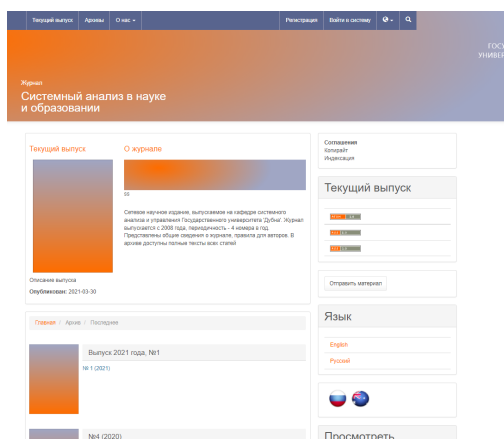 Текущий выпуск Архивы О нас
Регистрация Войти в систему
ГОСУ
УНИВЕР
Журнал
Системный анализ в науке
и образовании
Текущий выпуск
О журнале
Сетевое научное издание, выпускаемое на кафедре системного
анализа и управления Государственного университета 'Дубна'. Журнал
выпускается с 2008 года, периодичность - 4 номера в год.
Представлены общие сведения о журнале, правила для авторов. В
архиве доступны полные тексты всех статей
Описание выпуска
Опубликован: 2021-03-30
Главная / Архив / Последнее
Выпуск 2021 года, №1
№ 1 (2021)
№4 (2020)
Соглашения
Копирайт
Индексация
Текущий выпуск
Отправить материал
Язык
English
Русский
Просмотреть